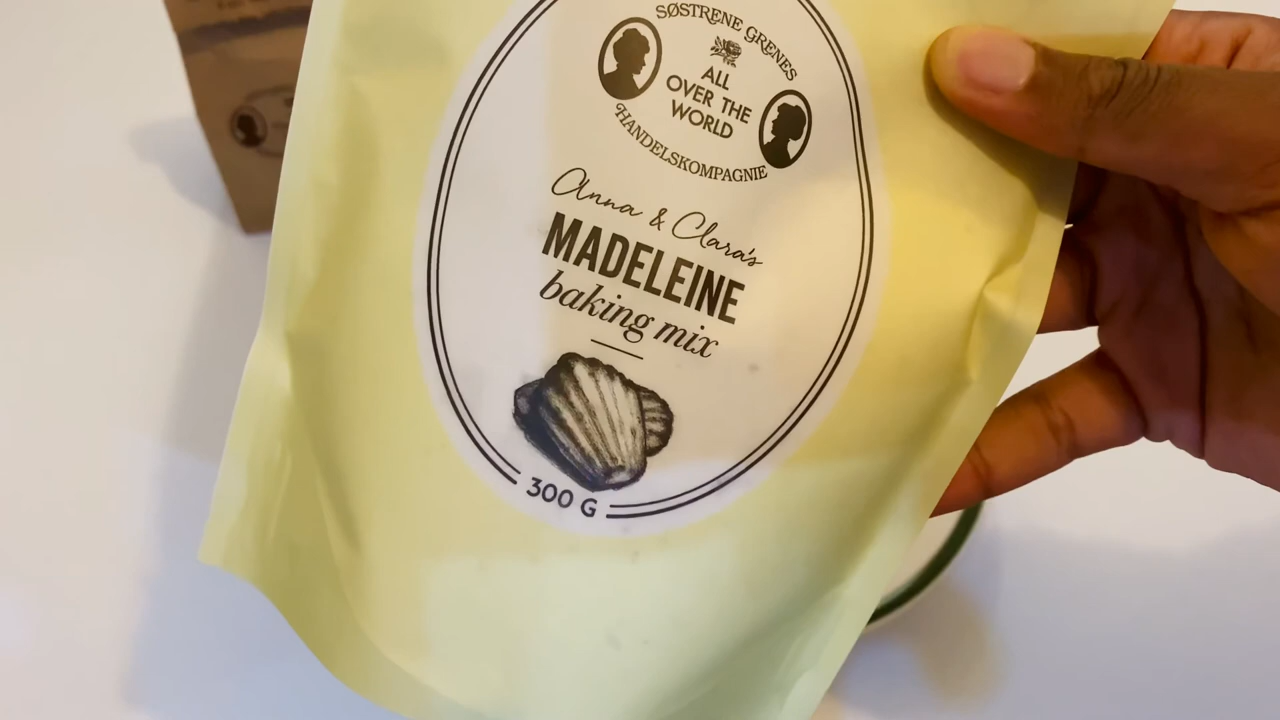 SØSTRENE GRENES
ALL
OVER THE
WORLD
HANDELSKOMPAGNIE
Anna & Clara's
MADELEINE
baking mix
300 G